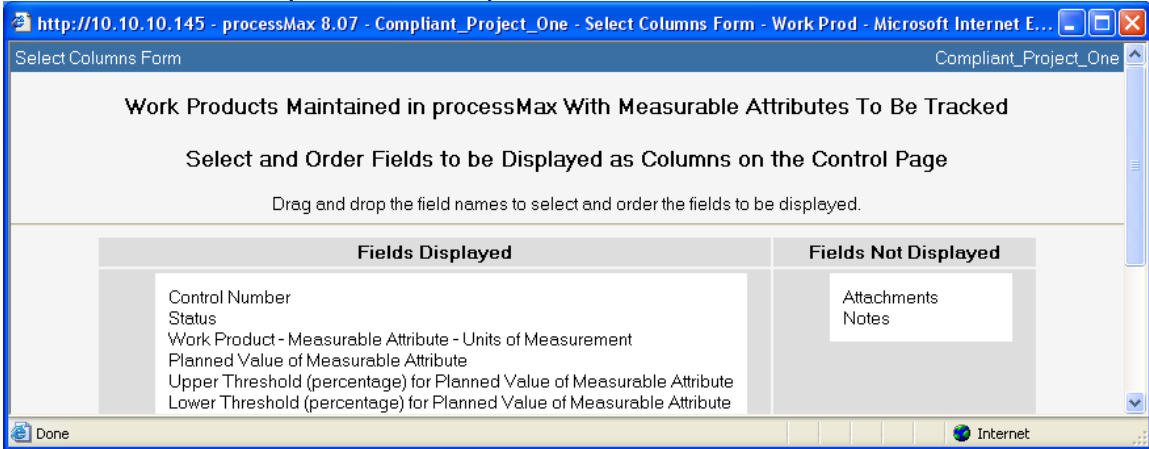 http://10.10.10.145 - processMax 8.07 - Compliant_Project_One - Select Columns Form - Work Prod - Microsoft Internet E...
Select Columns Form Compliant_Project_One
Work Products Maintained in processMax With Measurable Attributes To Be Tracked
Select and Order Fields to be Displayed as Columns on the Control Page
Drag and drop the field names to select and order the fields to be displayed.
Fields Displayed
Control Number
Status
Work Product - Measurable Attribute - Units of Measurement
Planned Value of Measurable Attribute
Upper Threshold (percentage) for Planned Value of Measurable Attribute
Lower Threshold (percentage) for Planned Value of Measurable Attribute
Fields Not Displayed
Attachments
Notes
Done Internet